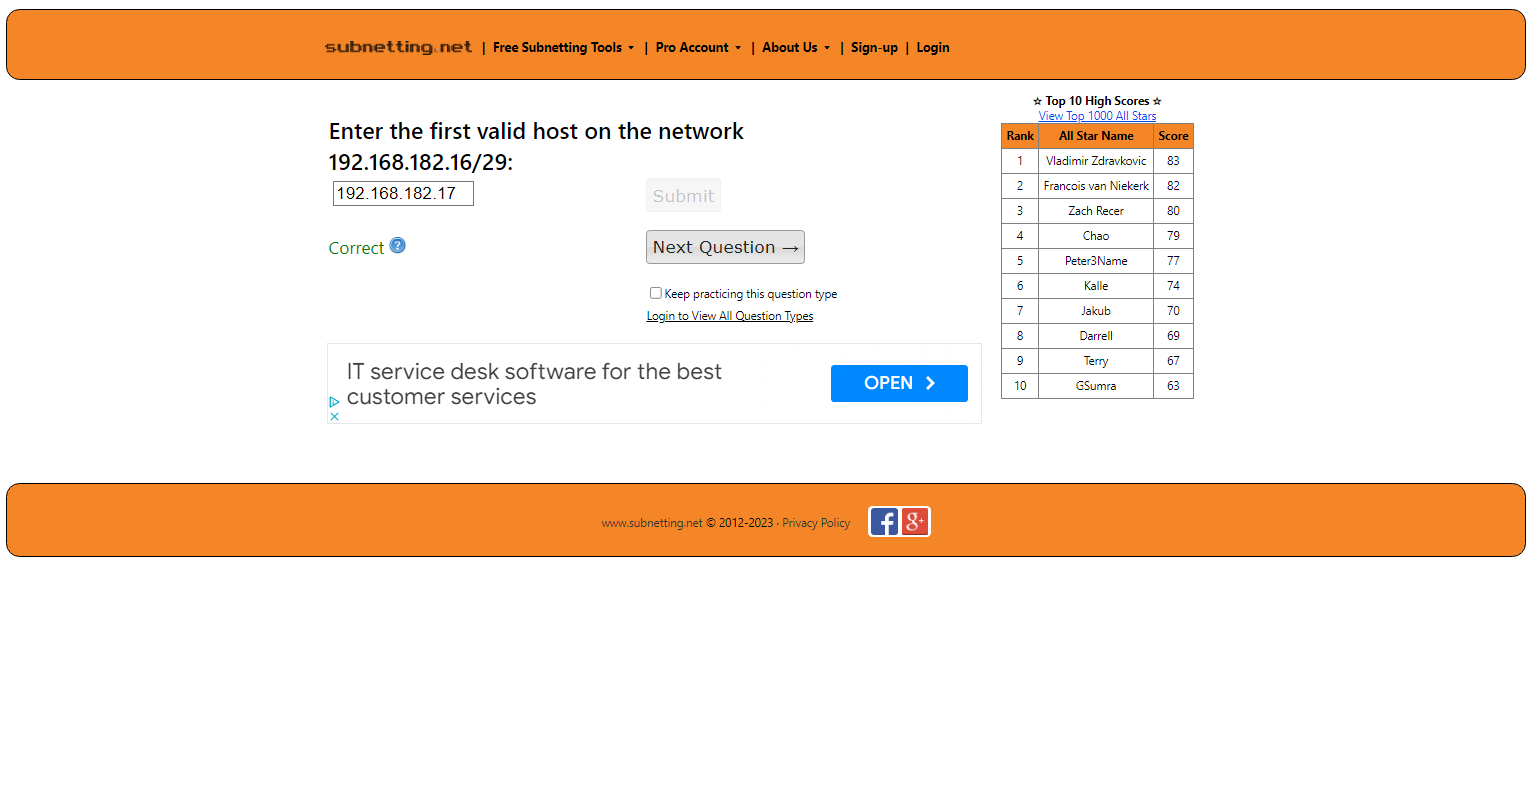 subnetting.net | Free Subnetting Tools | Pro Account | About Us | Sign-up | Login
Enter the first valid host on the network
192.168.182.16/29:
192.168.182.17
Submit
Correct ?
Next Question →
Keep practicing this question type
Login to View All Question Types
IT service desk software for the best
customer services
OPEN
☆ Top 10 High Scores ☆
View Top 1000 All Stars
Rank All Star Name Score
1 Vladimir Zdravkovic 83
2 Francois van Niekerk 82
3 Zach Recer 80
4 Chao 79
5 Peter3Name 77
6 Kalle 74
7 Jakub 70
8 Darrell 69
9 Terry 67
10 GSumra 63
www.subnetting.net © 2012-2023 · Privacy Policy f g+